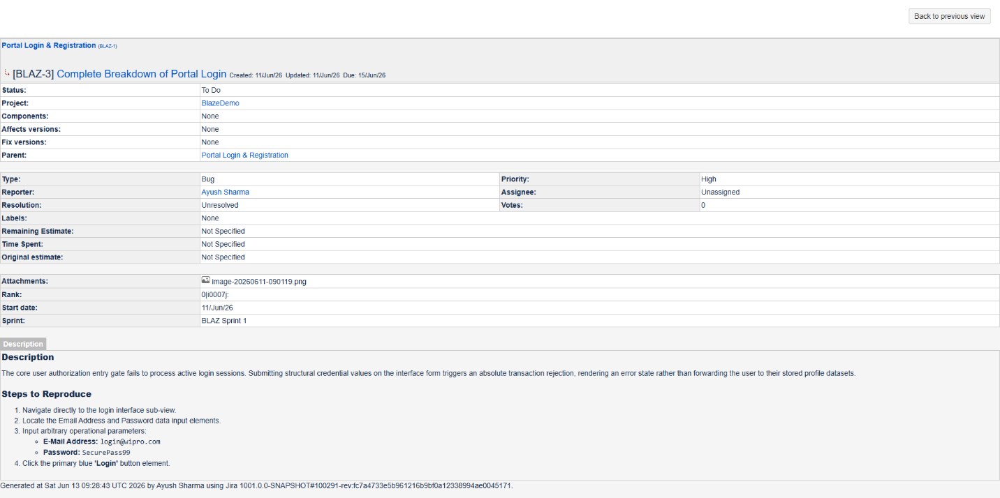 Back to previous view
Portal Login & Registration (BLAZ-1)
[BLAZ-3] Complete Breakdown of Portal Login Created: 11/Jun/26 Updated: 11/Jun/26 Due: 15/Jun/26
Status: To Do
Project: BlazeDemo
Components: None
Affects versions: None
Fix versions: None
Parent: Portal Login & Registration
Type: Bug Priority: High
Reporter: Ayush Sharma Assignee: Unassigned
Resolution: Unresolved Votes: 0
Labels: None
Remaining Estimate: Not Specified
Time Spent: Not Specified
Original estimate: Not Specified
Attachments: image-20260611-090119.png
Rank: 0|i0007j:
Start date: 11/Jun/26
Sprint: BLAZ Sprint 1
Description
Description
The core user authorization entry gate fails to process active login sessions. Submitting structural credential values on the interface form triggers an absolute transaction rejection, rendering an error state rather than forwarding the user to their stored profile datasets.
Steps to Reproduce
1. Navigate directly to the login interface sub-view.
2. Locate the Email Address and Password data input elements.
3. Input arbitrary operational parameters:
E-Mail Address: login@wipro.com
Password: SecurePass99
4. Click the primary blue 'Login' button element.
Generated at Sat Jun 13 09:28:43 UTC 2026 by Ayush Sharma using Jira 1001.0.0-SNAPSHOT#100291-rev:fc7a4733e5b961216b9bf0a12338994ae0045171.